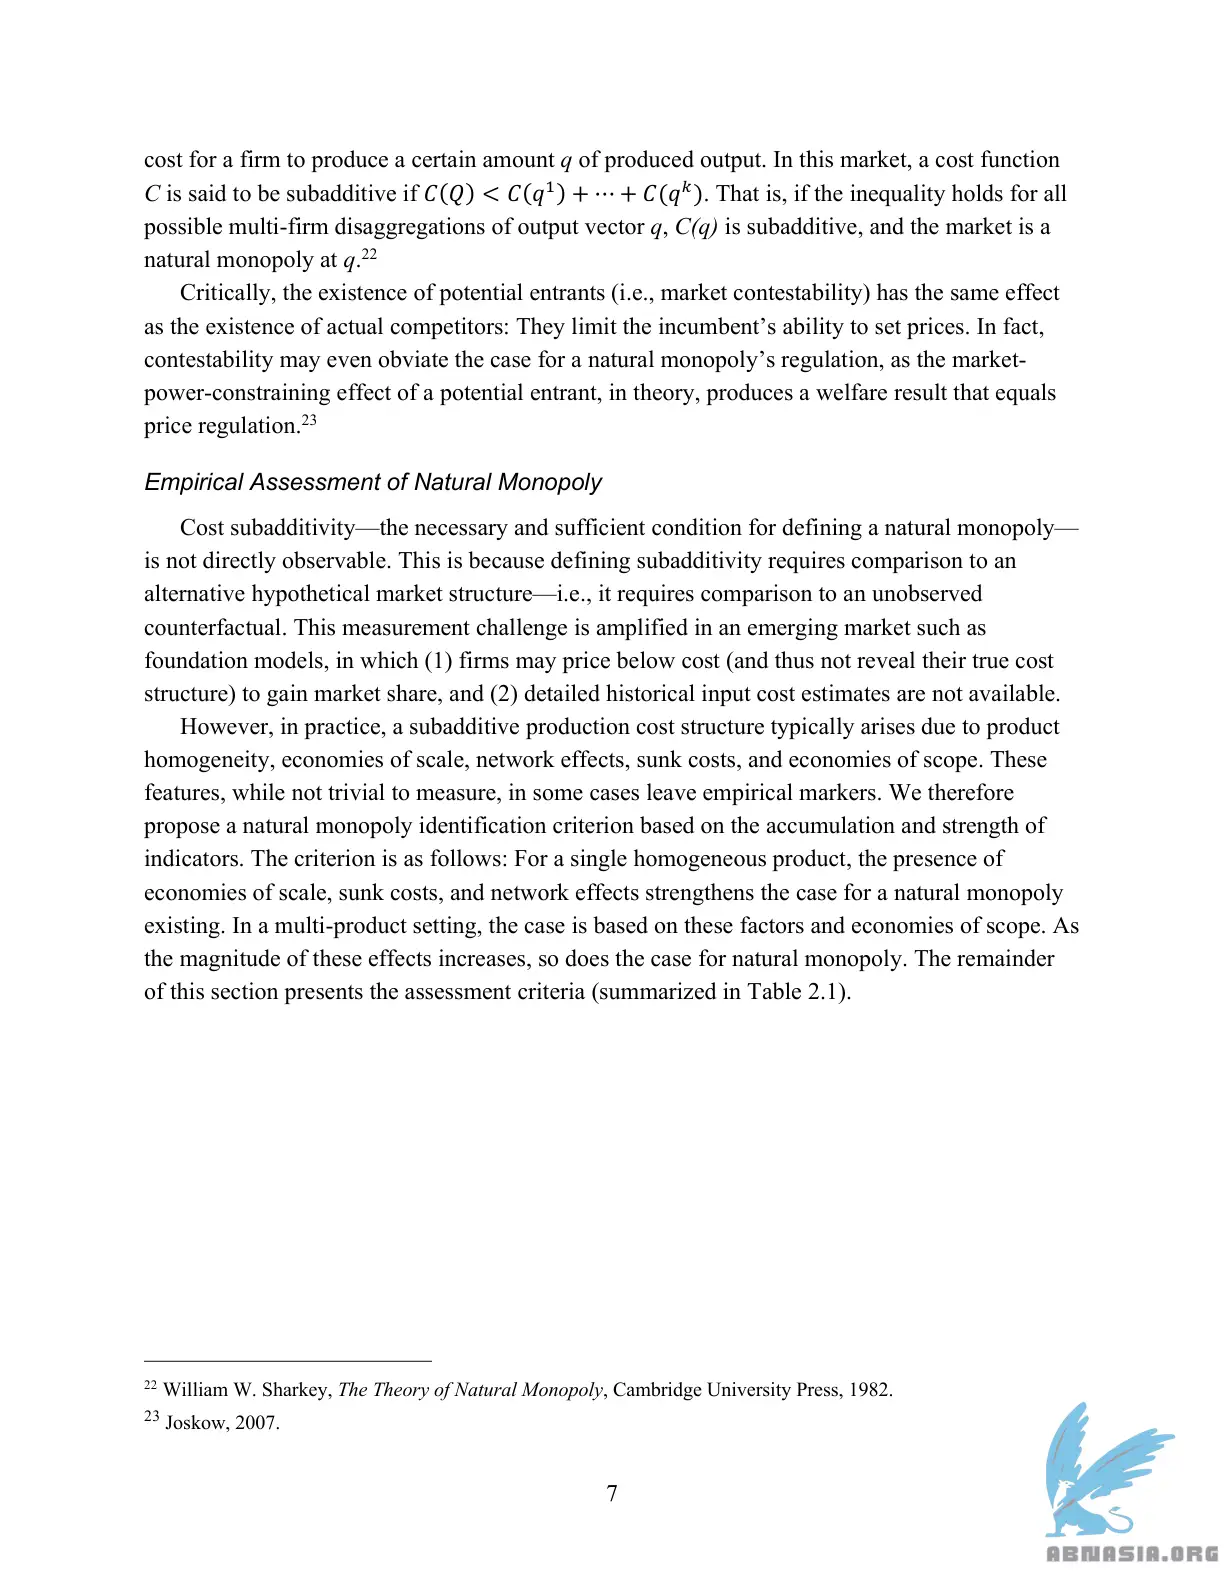 cost for a firm to produce a certain amount q of produced output. In this market, a cost function
C is said to be subadditive if 𝐶(𝑄) < 𝐶(𝑞¹) + ⋯ + 𝐶(𝑞ᵏ). That is, if the inequality holds for all
possible multi-firm disaggregations of output vector q, C(q) is subadditive, and the market is a
natural monopoly at q.²²
Critically, the existence of potential entrants (i.e., market contestability) has the same effect
as the existence of actual competitors: They limit the incumbent’s ability to set prices. In fact,
contestability may even obviate the case for a natural monopoly’s regulation, as the market-
power-constraining effect of a potential entrant, in theory, produces a welfare result that equals
price regulation.²³
Empirical Assessment of Natural Monopoly
Cost subadditivity—the necessary and sufficient condition for defining a natural monopoly—
is not directly observable. This is because defining subadditivity requires comparison to an
alternative hypothetical market structure—i.e., it requires comparison to an unobserved
counterfactual. This measurement challenge is amplified in an emerging market such as
foundation models, in which (1) firms may price below cost (and thus not reveal their true cost
structure) to gain market share, and (2) detailed historical input cost estimates are not available.
However, in practice, a subadditive production cost structure typically arises due to product
homogeneity, economies of scale, network effects, sunk costs, and economies of scope. These
features, while not trivial to measure, in some cases leave empirical markers. We therefore
propose a natural monopoly identification criterion based on the accumulation and strength of
indicators. The criterion is as follows: For a single homogeneous product, the presence of
economies of scale, sunk costs, and network effects strengthens the case for a natural monopoly
existing. In a multi-product setting, the case is based on these factors and economies of scope. As
the magnitude of these effects increases, so does the case for natural monopoly. The remainder
of this section presents the assessment criteria (summarized in Table 2.1).
²² William W. Sharkey, The Theory of Natural Monopoly, Cambridge University Press, 1982.
²³ Joskow, 2007.
7
ABNASIA.ORG